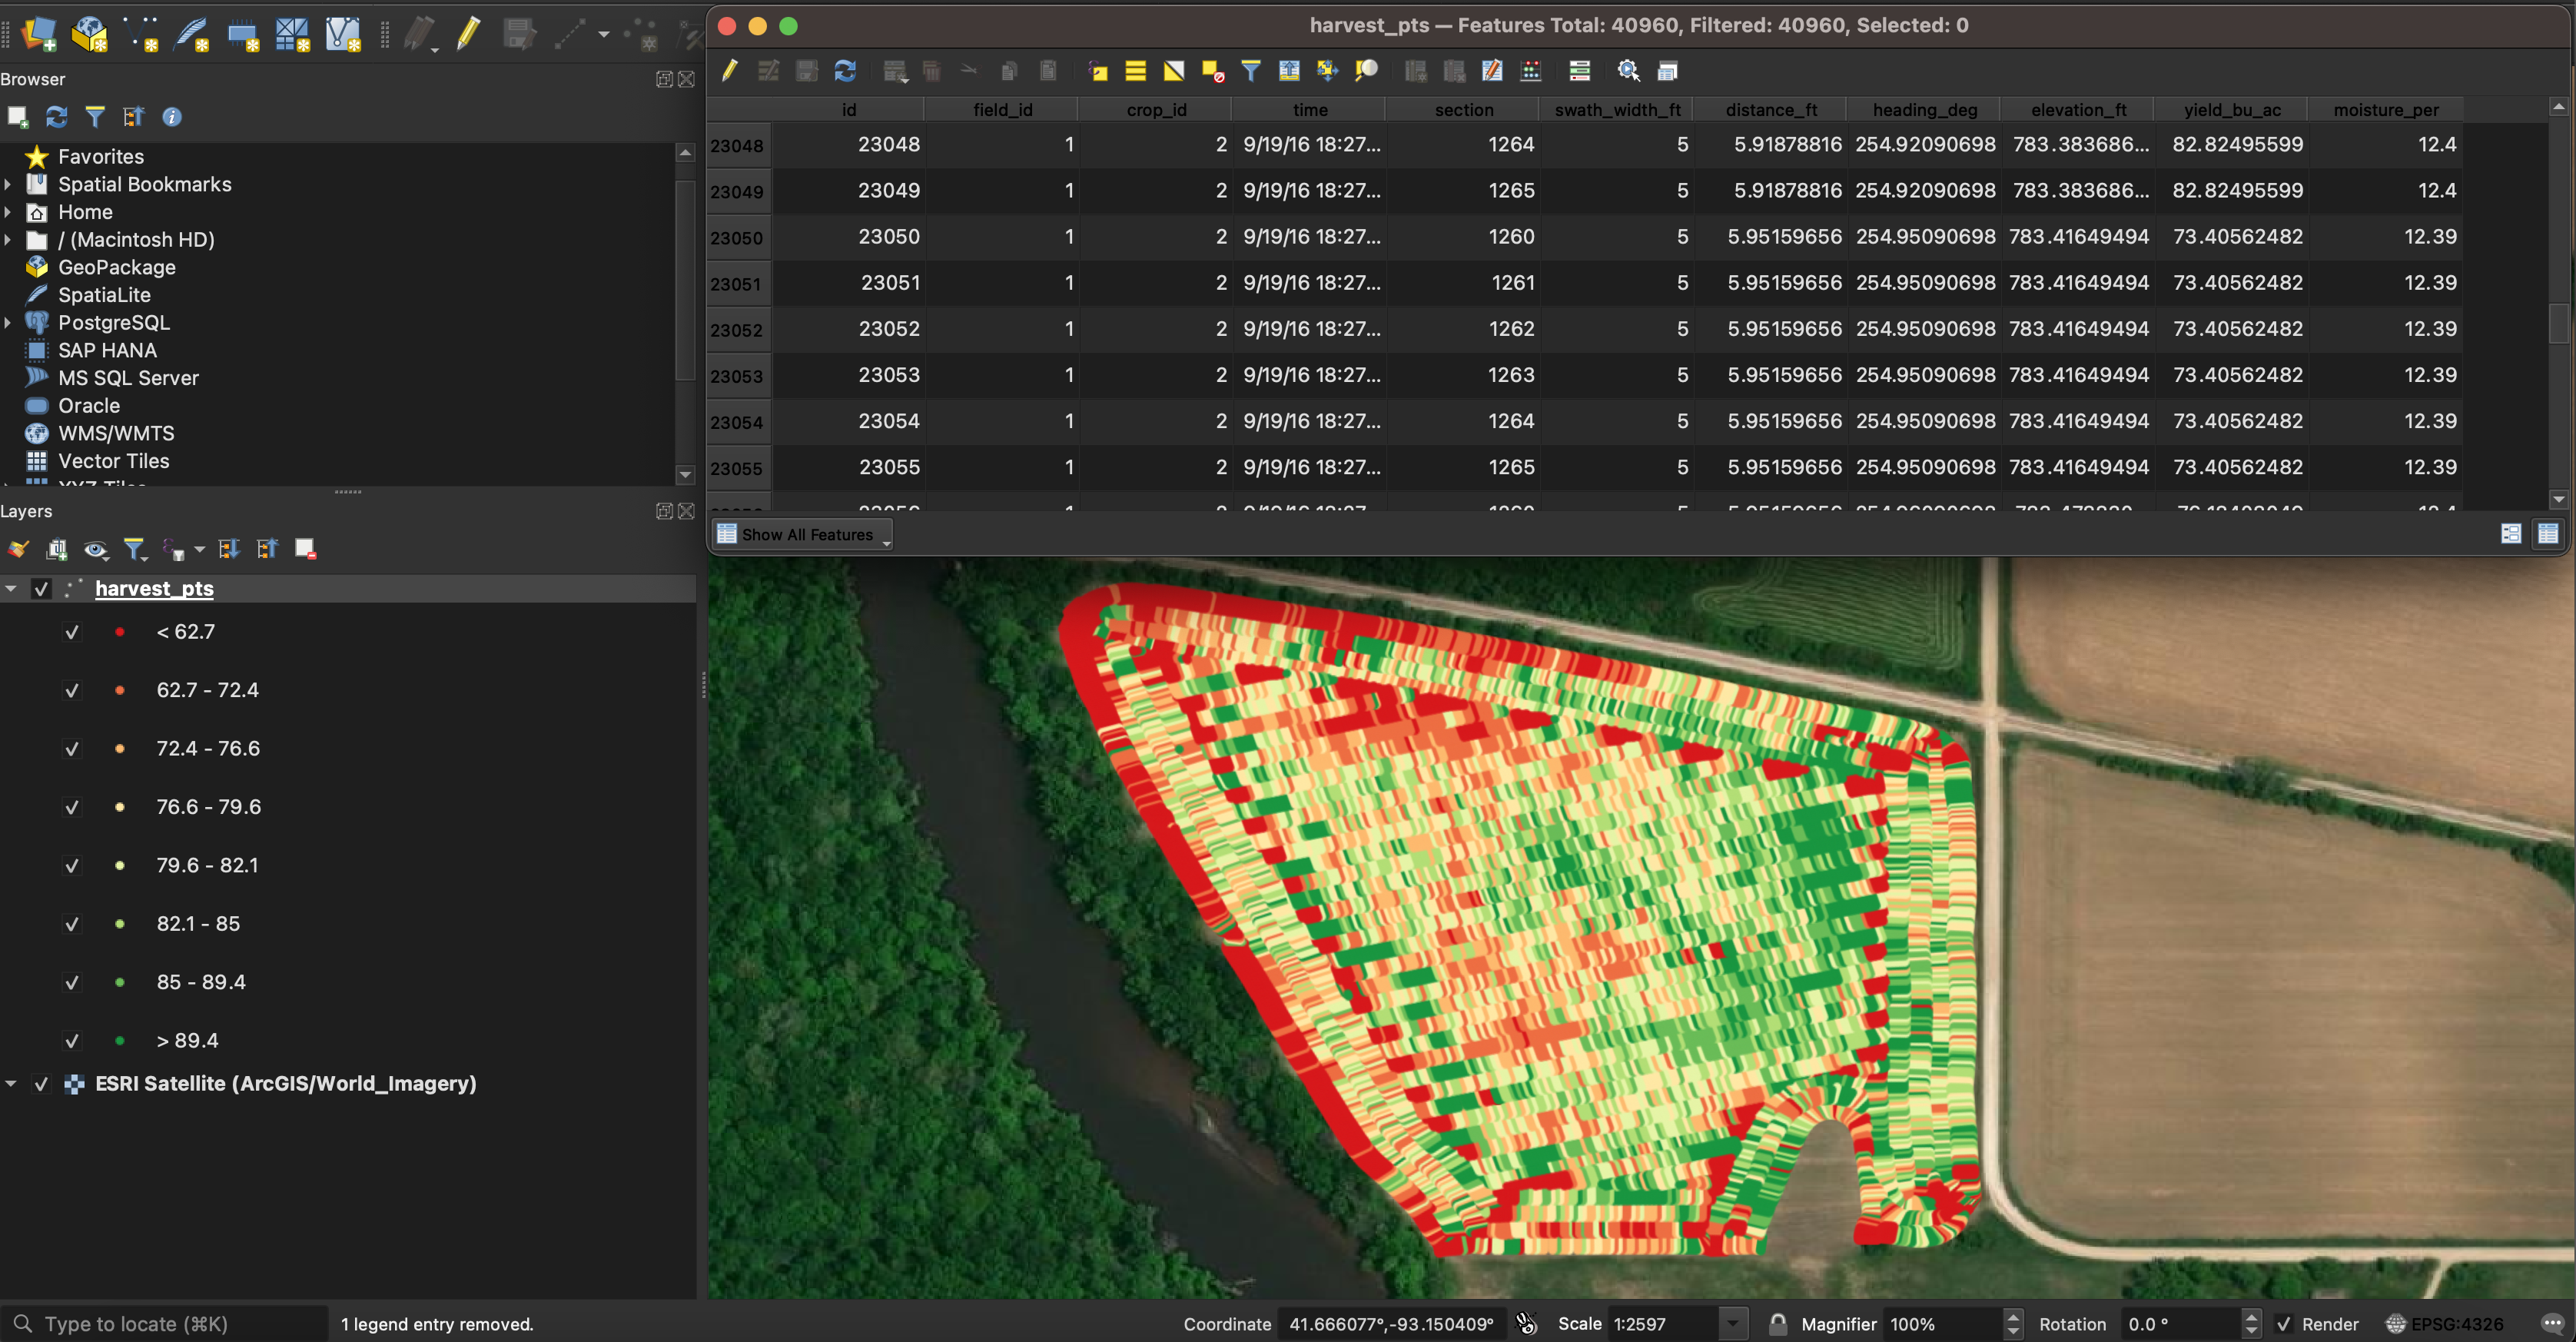 harvest_pts — Features Total: 40960, Filtered: 40960, Selected: 0
Browser
Favorites
Spatial Bookmarks
Home
/ (Macintosh HD)
GeoPackage
SpatiaLite
PostgreSQL
SAP HANA
MS SQL Server
Oracle
WMS/WMTS
Vector Tiles
XYZ Tiles
id field_id crop_id time section swath_width_ft distance_ft heading_deg elevation_ft yield_bu_ac moisture_per
23048 23048 1 2 9/19/16 18:27... 1264 5 5.91878816 254.92090698 783.383686... 82.82495599 12.4
23049 23049 1 2 9/19/16 18:27... 1265 5 5.91878816 254.92090698 783.383686... 82.82495599 12.4
23050 23050 1 2 9/19/16 18:27... 1260 5 5.95159656 254.95090698 783.41649494 73.40562482 12.39
23051 23051 1 2 9/19/16 18:27... 1261 5 5.95159656 254.95090698 783.41649494 73.40562482 12.39
23052 23052 1 2 9/19/16 18:27... 1262 5 5.95159656 254.95090698 783.41649494 73.40562482 12.39
23053 23053 1 2 9/19/16 18:27... 1263 5 5.95159656 254.95090698 783.41649494 73.40562482 12.39
23054 23054 1 2 9/19/16 18:27... 1264 5 5.95159656 254.95090698 783.41649494 73.40562482 12.39
23055 23055 1 2 9/19/16 18:27... 1265 5 5.95159656 254.95090698 783.41649494 73.40562482 12.39
Show All Features
Layers
harvest_pts
< 62.7
62.7 - 72.4
72.4 - 76.6
76.6 - 79.6
79.6 - 82.1
82.1 - 85
85 - 89.4
> 89.4
ESRI Satellite (ArcGIS/World_Imagery)
Type to locate (⌘K) 1 legend entry removed. Coordinate 41.666077°,-93.150409° Scale 1:2597 Magnifier 100% Rotation 0.0 ° Render EPSG:4326